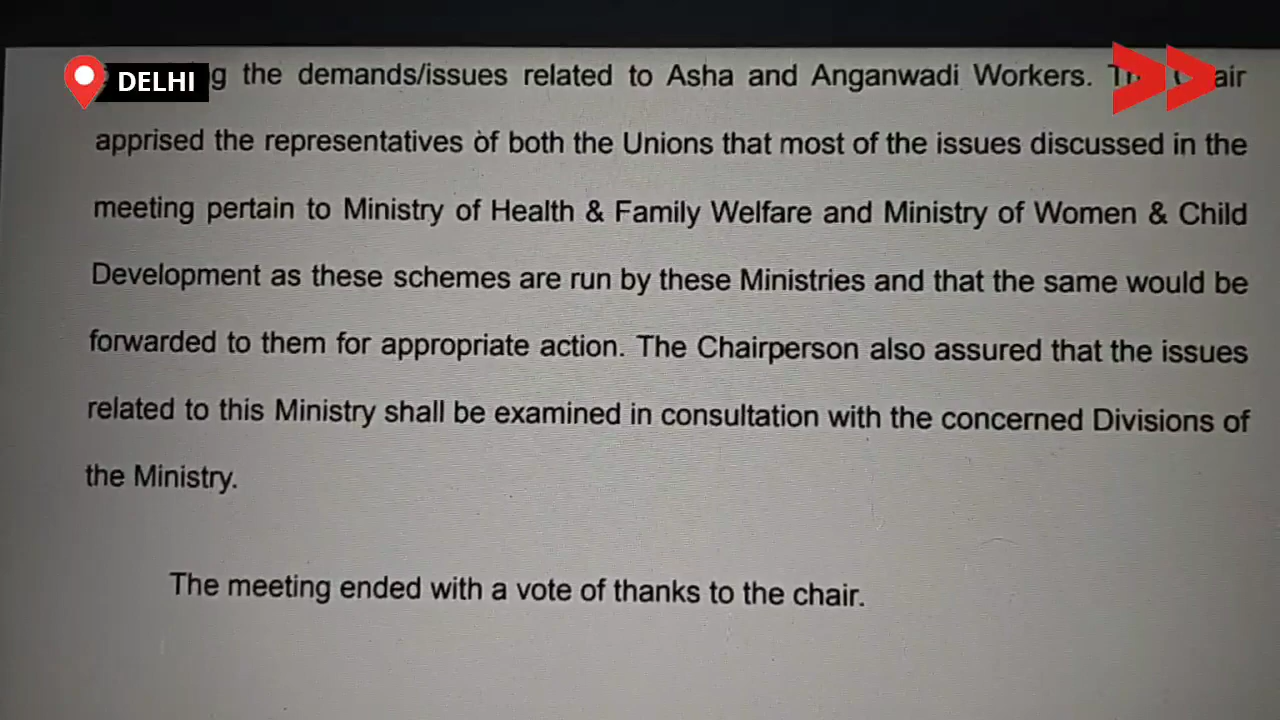 DELHI
the demands/issues related to Asha and Anganwadi Workers.
apprised the representatives of both the Unions that most of the issues discussed in the
meeting pertain to Ministry of Health & Family Welfare and Ministry of Women & Child
Development as these schemes are run by these Ministries and that the same would be
forwarded to them for appropriate action. The Chairperson also assured that the issues
related to this Ministry shall be examined in consultation with the concerned Divisions of
the Ministry.
The meeting ended with a vote of thanks to the chair.